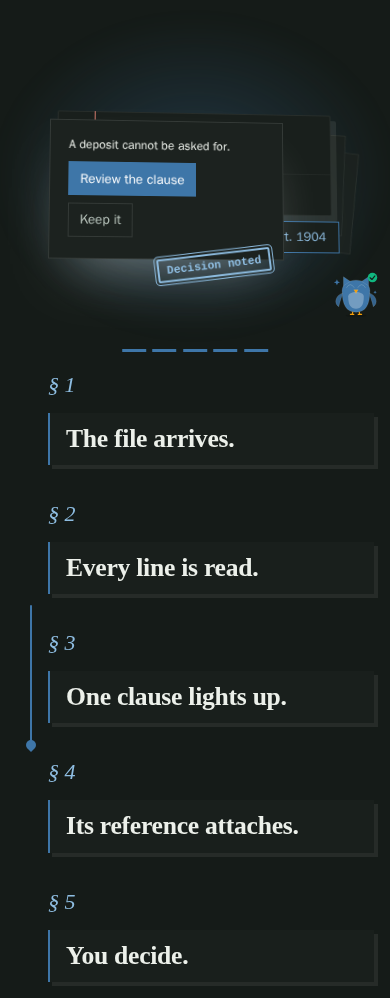 A deposit cannot be asked for.
Review the clause
Keep it
t. 1904
Decision noted
§ 1
The file arrives.
§ 2
Every line is read.
§ 3
One clause lights up.
§ 4
Its reference attaches.
§ 5
You decide.